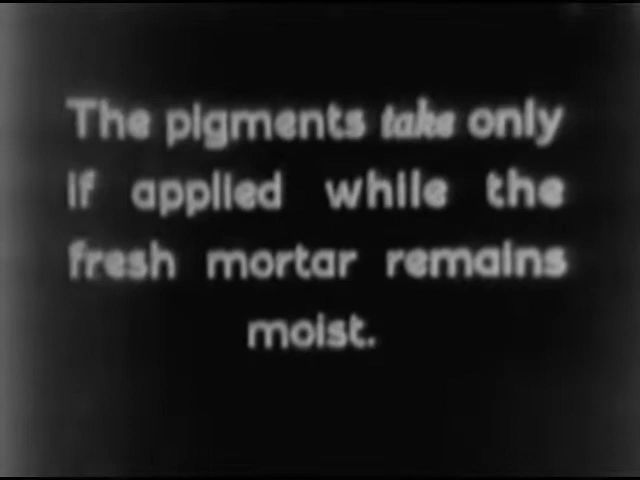 The pigments take only
if applied while the
fresh mortar remains
moist.